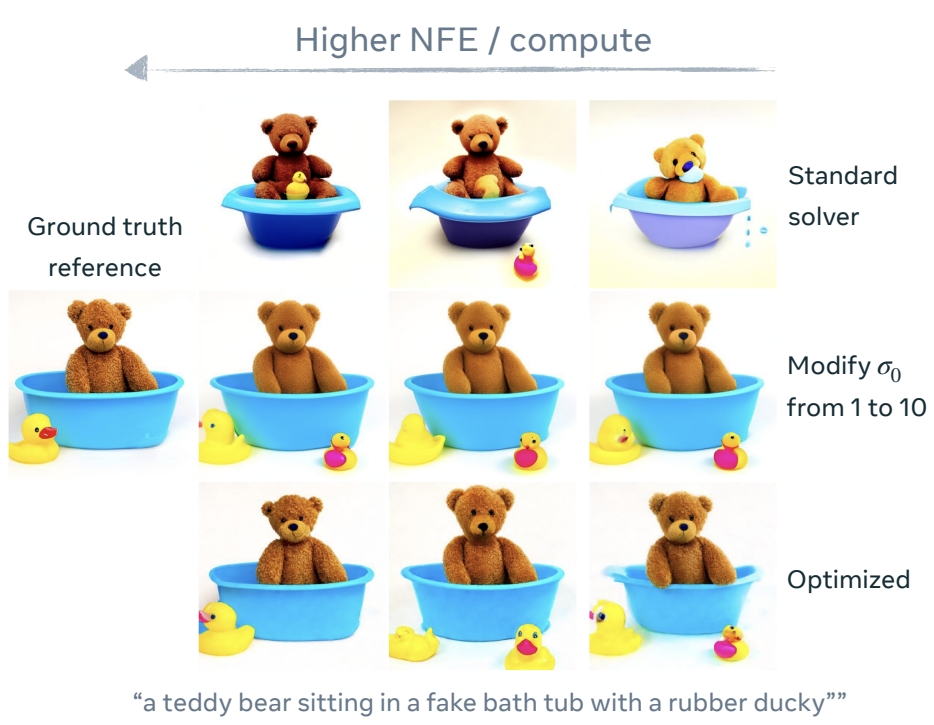 Higher NFE / compute
Standard
solver
Ground truth
reference
Modify σ₀
from 1 to 10
Optimized
“a teddy bear sitting in a fake bath tub with a rubber ducky””